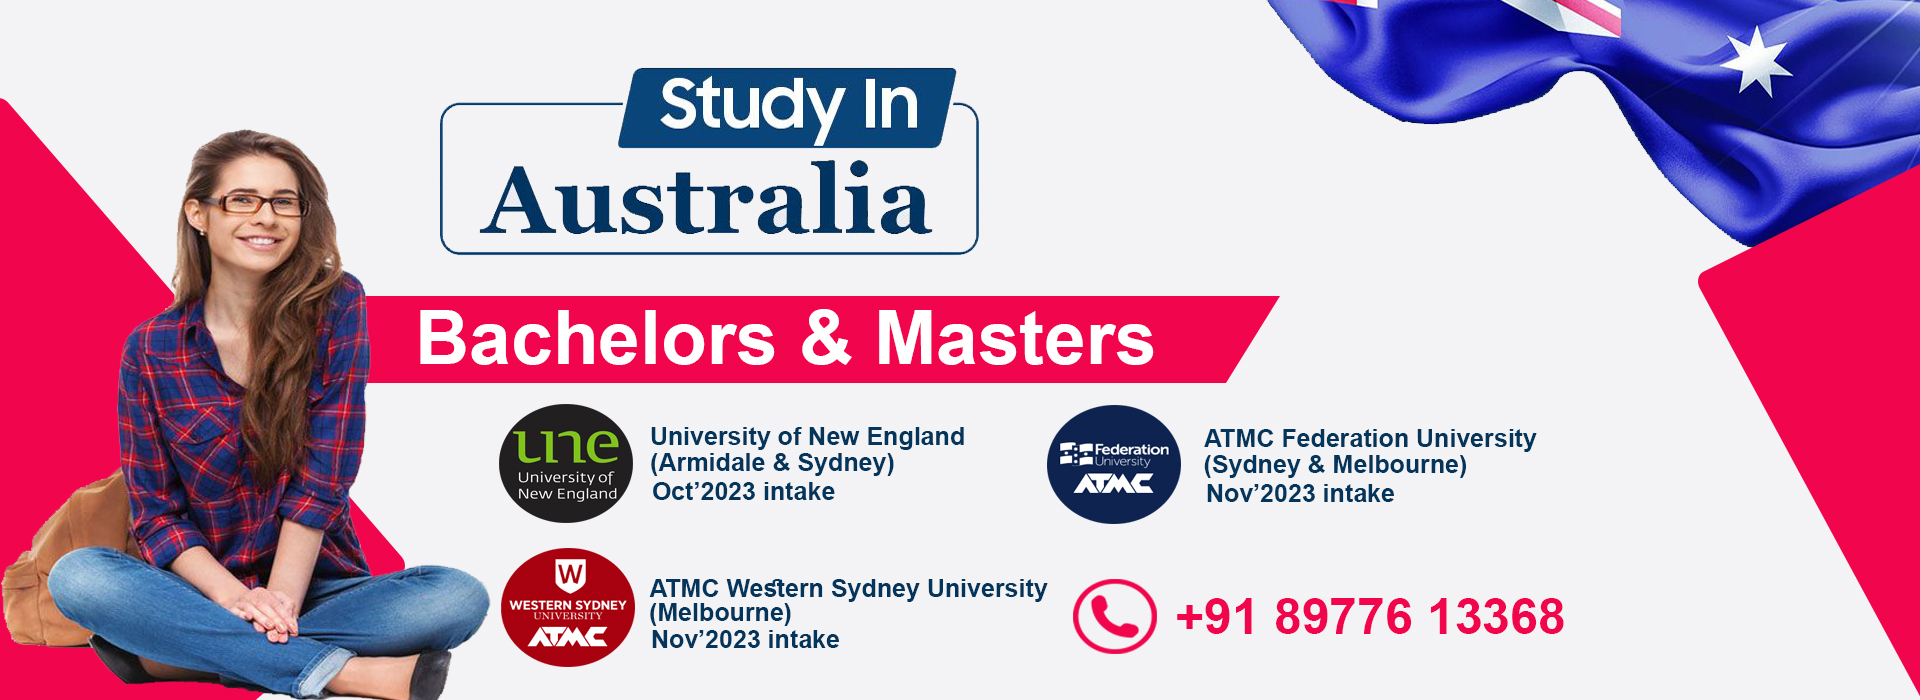 Study In
Australia
Bachelors & Masters
une
University of
New England
University of New England
(Armidale & Sydney)
Oct'2023 intake
Federation
University
ATMC
ATMC Federation University
(Sydney & Melbourne)
Nov'2023 intake
W
WESTERN SYDNEY
UNIVERSITY
ATMC
ATMC Western Sydney University
(Melbourne)
Nov'2023 intake
+91 89776 13368